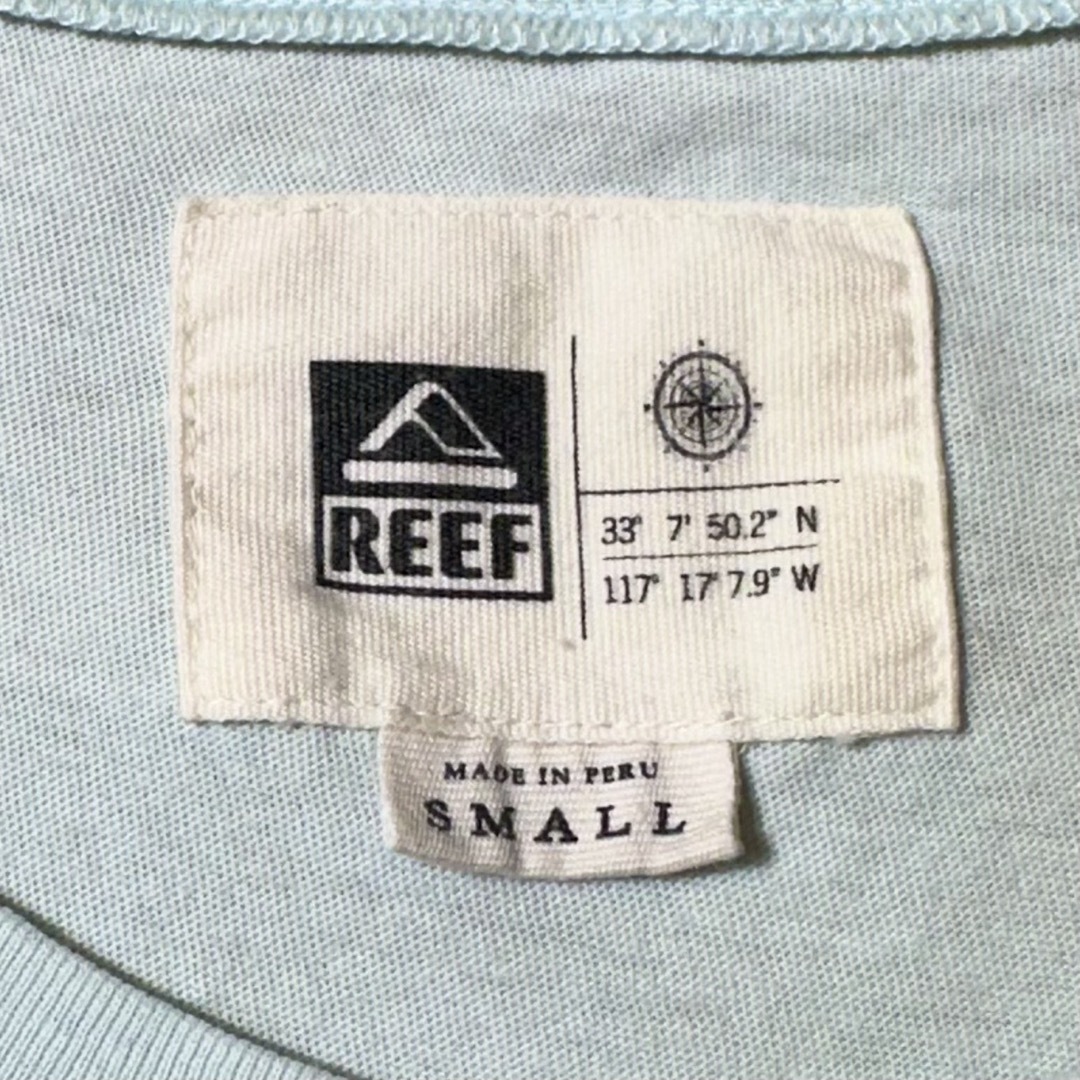 REEF
33° 7' 50.2" N
117° 17' 7.9" W
MADE IN PERU
SMALL